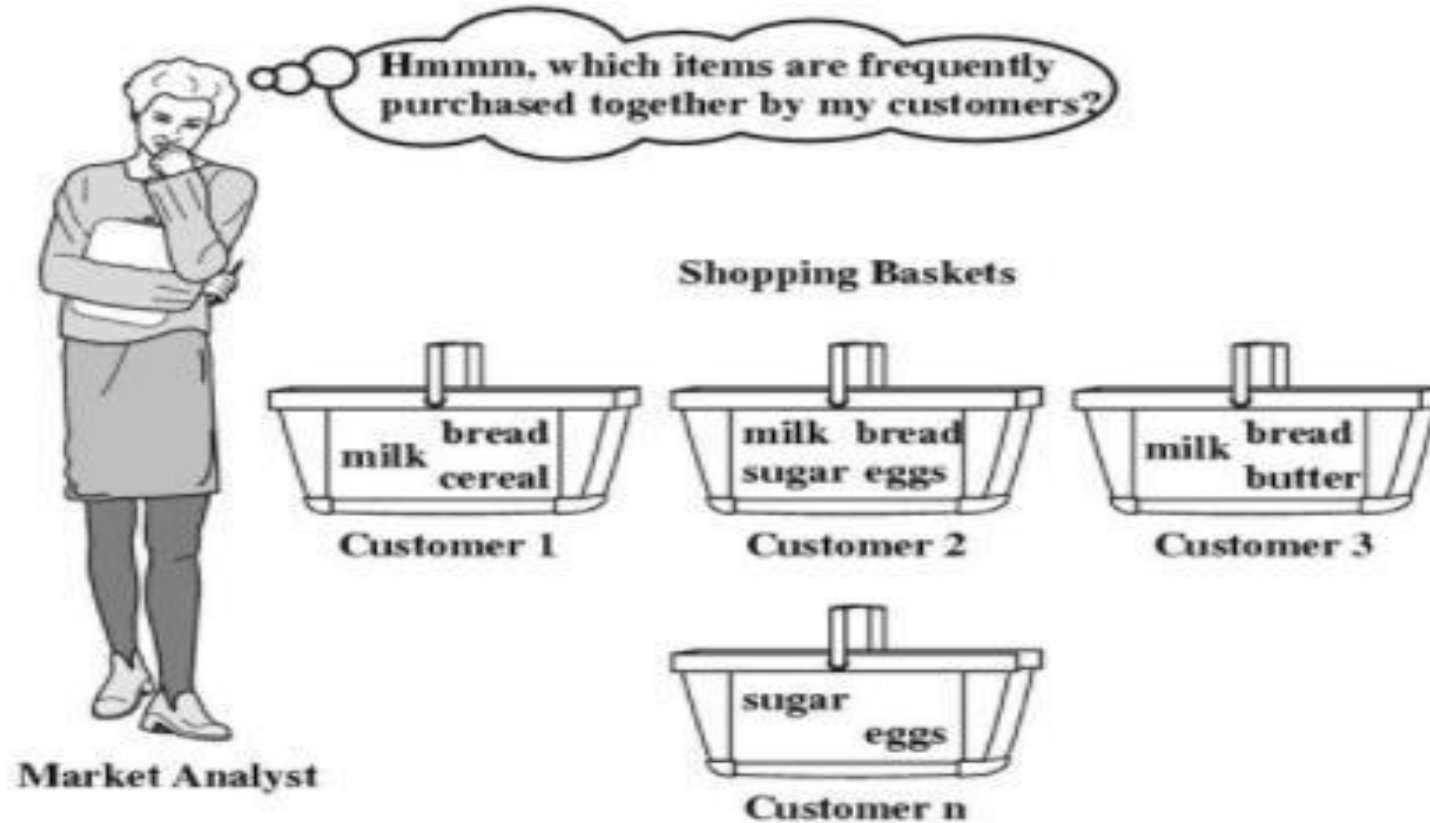 Hmmm, which items are frequently
purchased together by my customers?
Shopping Baskets
milk bread
cereal
Customer 1
milk bread
sugar eggs
Customer 2
milk bread
butter
Customer 3
sugar
eggs
Customer n
Market Analyst